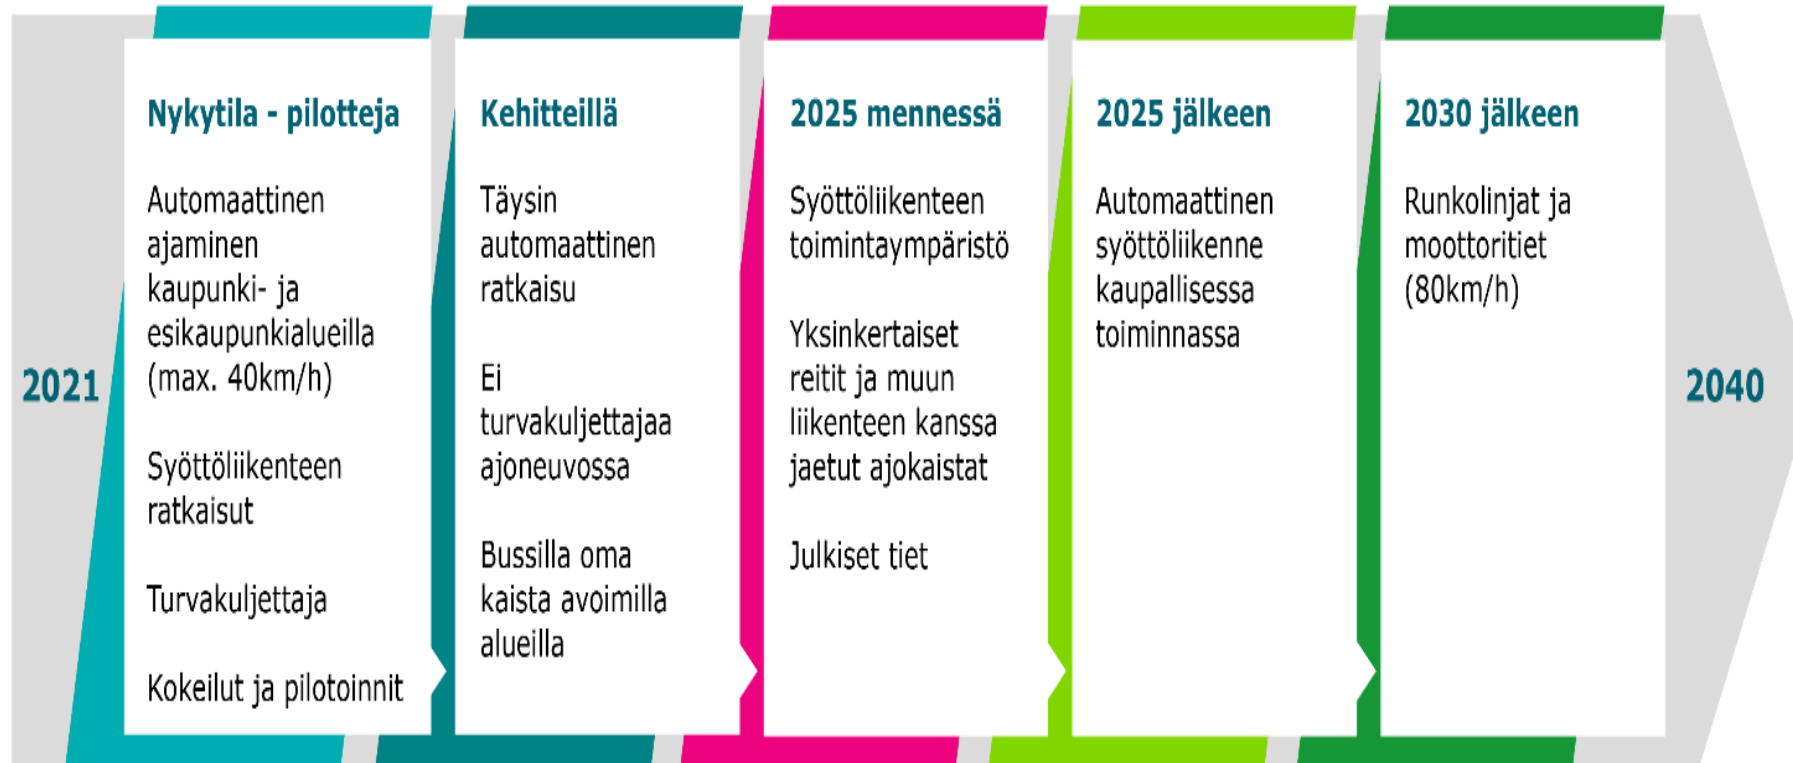 2021
Nykytila - pilotteja
Automaattinen
ajaminen
kaupunki- ja
esikaupunkialueilla
(max. 40km/h)
Syöttöliikenteen
ratkaisut
Turvakuljettaja
Kokeilut ja pilotoinnit
Kehitteillä
Täysin
automaattinen
ratkaisu
Ei
turvakuljettajaa
ajoneuvossa
Bussilla oma
kaista avoimilla
alueilla
2025 mennessä
Syöttöliikenteen
toimintaympäristö
Yksinkertaiset
reitit ja muun
liikenteen kanssa
jaetut ajokaistat
Julkiset tiet
2025 jälkeen
Automaattinen
syöttöliikenne
kaupallisessa
toiminnassa
2030 jälkeen
Runkolinjat ja
moottoritiet
(80km/h)
2040